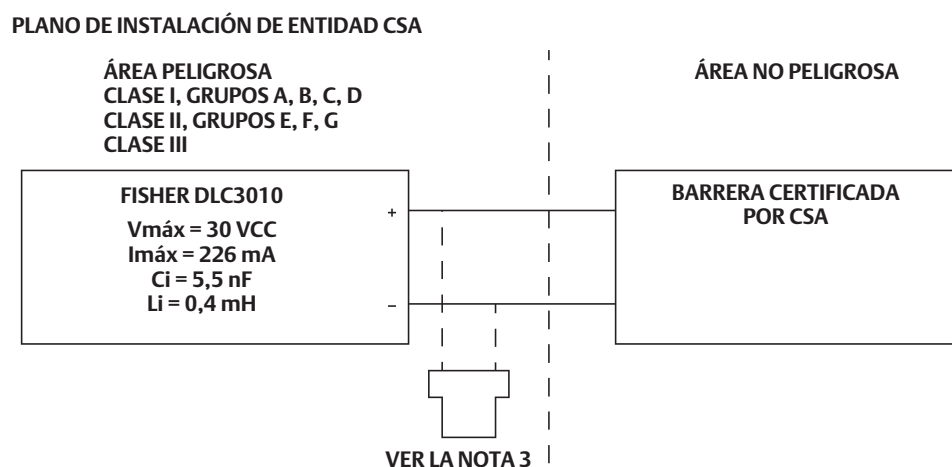 PLANO DE INSTALACIÓN DE ENTIDAD CSA
ÁREA PELIGROSA
CLASE I, GRUPOS A, B, C, D
CLASE II, GRUPOS E, F, G
CLASE III
ÁREA NO PELIGROSA
FISHER DLC3010
Vmáx = 30 VCC
Imáx = 226 mA
Ci = 5,5 nF
Li = 0,4 mH
+
−
BARRERA CERTIFICADA
POR CSA
VER LA NOTA 3